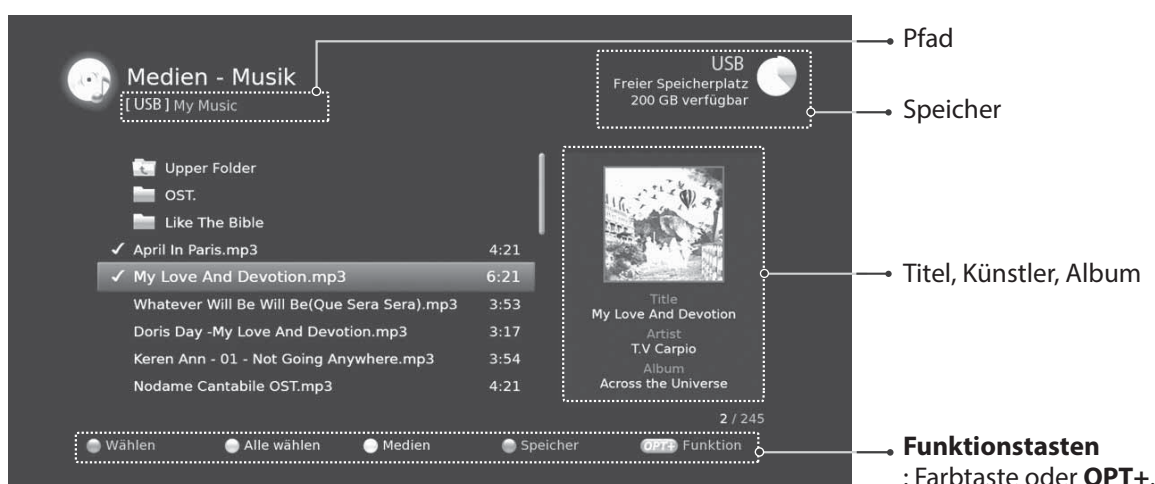 Pfad
Medien - Musik
[ USB ] My Music
USB
Freier Speicherplatz
200 GB verfügbar
Speicher
Upper Folder
OST.
Like The Bible
April In Paris.mp3 4:21
My Love And Devotion.mp3 6:21
Whatever Will Be Will Be(Que Sera Sera).mp3 3:53
Doris Day -My Love And Devotion.mp3 3:17
Keren Ann - 01 - Not Going Anywhere.mp3 3:54
Nodame Cantabile OST.mp3 4:21
Title
My Love And Devotion
Artist
T.V Carpio
Album
Across the Universe
Titel, Künstler, Album
2 / 245
Wählen Alle wählen Medien Speicher OPT+ Funktion
Funktionstasten
: Farbtaste oder OPT+.